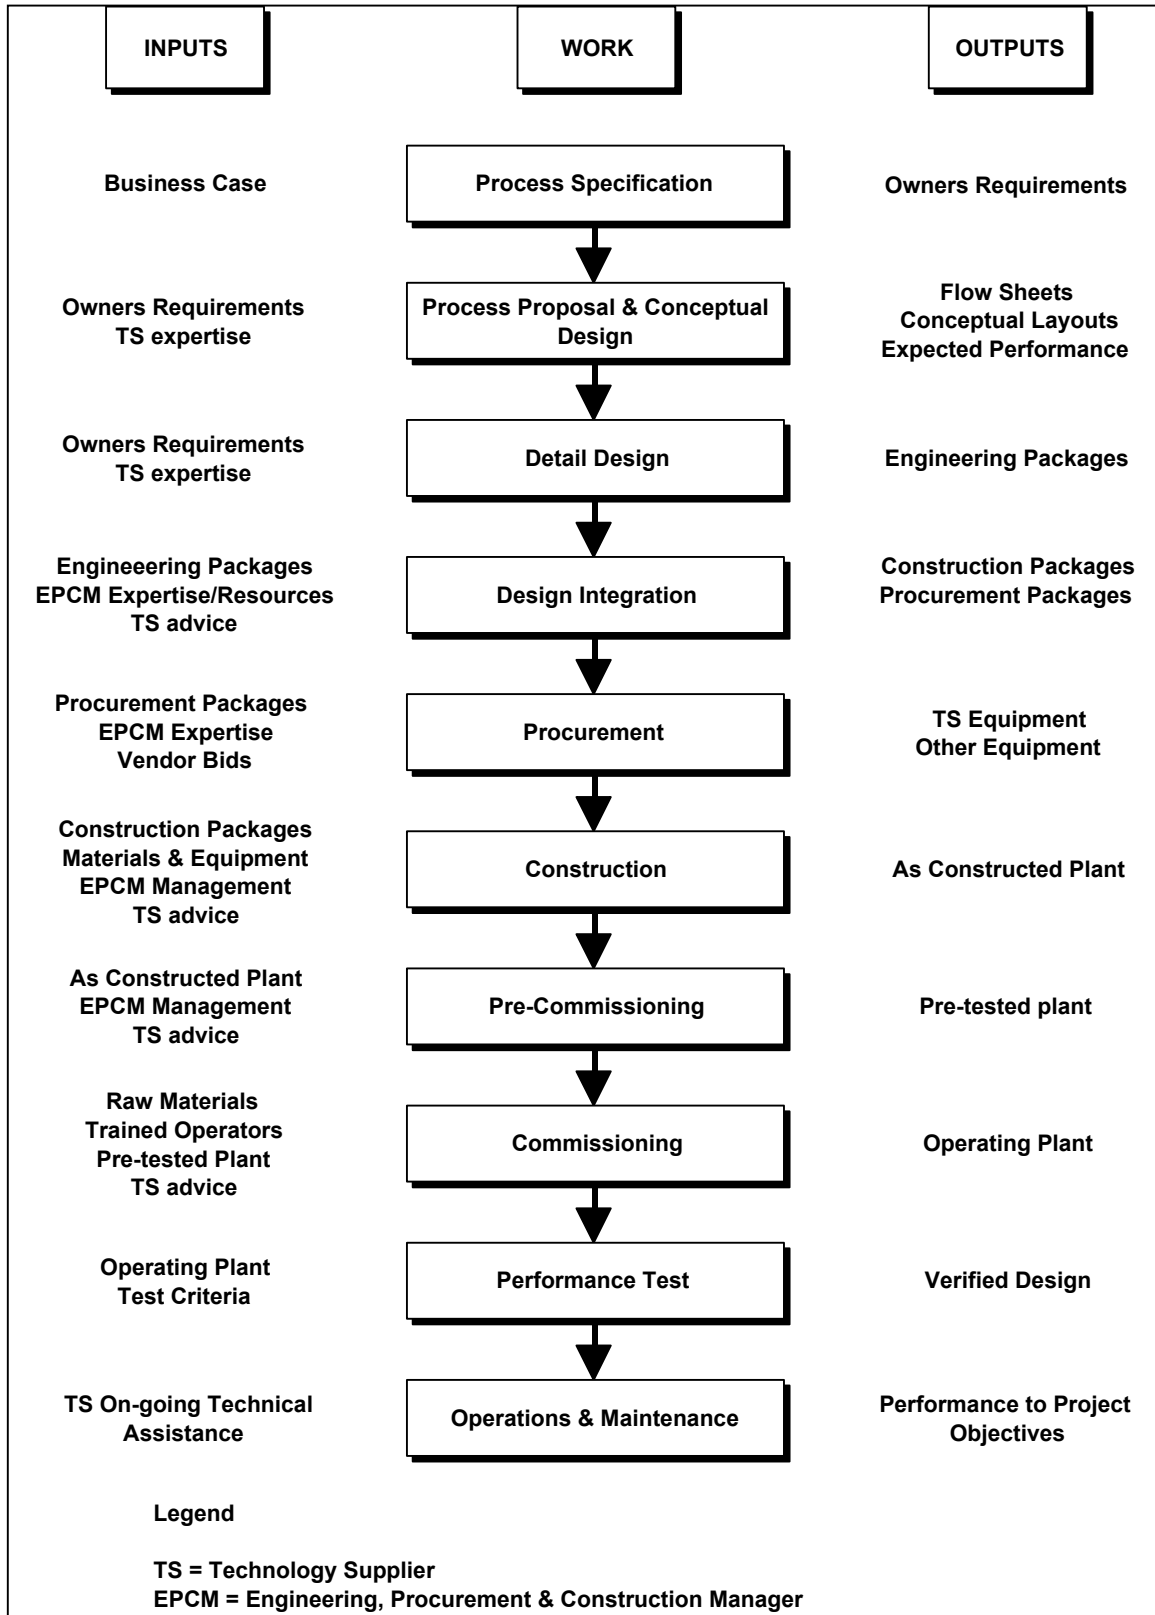 INPUTS
WORK
OUTPUTS
Business Case
Process Specification
Owners Requirements
Owners Requirements
TS expertise
Process Proposal & Conceptual
Design
Flow Sheets
Conceptual Layouts
Expected Performance
Owners Requirements
TS expertise
Detail Design
Engineering Packages
Engineeering Packages
EPCM Expertise/Resources
TS advice
Design Integration
Construction Packages
Procurement Packages
Procurement Packages
EPCM Expertise
Vendor Bids
Procurement
TS Equipment
Other Equipment
Construction Packages
Materials & Equipment
EPCM Management
TS advice
Construction
As Constructed Plant
As Constructed Plant
EPCM Management
TS advice
Pre-Commissioning
Pre-tested plant
Raw Materials
Trained Operators
Pre-tested Plant
TS advice
Commissioning
Operating Plant
Operating Plant
Test Criteria
Performance Test
Verified Design
TS On-going Technical
Assistance
Operations & Maintenance
Performance to Project
Objectives
Legend
TS = Technology Supplier
EPCM = Engineering, Procurement & Construction Manager